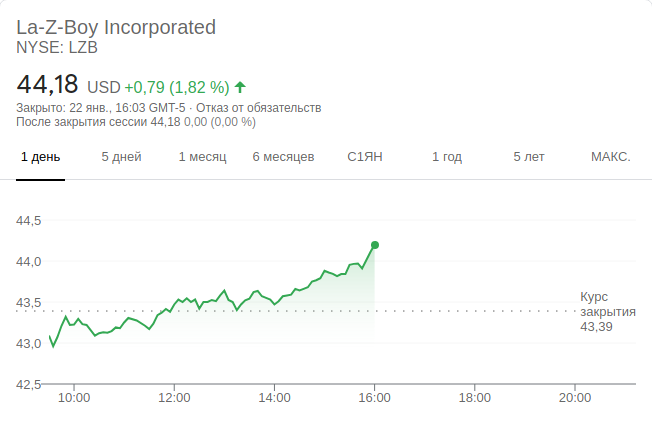 La-Z-Boy Incorporated
NYSE: LZB
44,18 USD +0,79 (1,82 %)
Закрыто: 22 янв., 16:03 GMT-5 · Отказ от обязательств
После закрытия сессии 44,18 0,00 (0,00 %)
1 день 5 дней 1 месяц 6 месяцев С1ЯН 1 год 5 лет МАКС.
44,5
44,0
43,5
43,0
42,5
Курс
закрытия
43,39
10:00 12:00 14:00 16:00 18:00 20:00